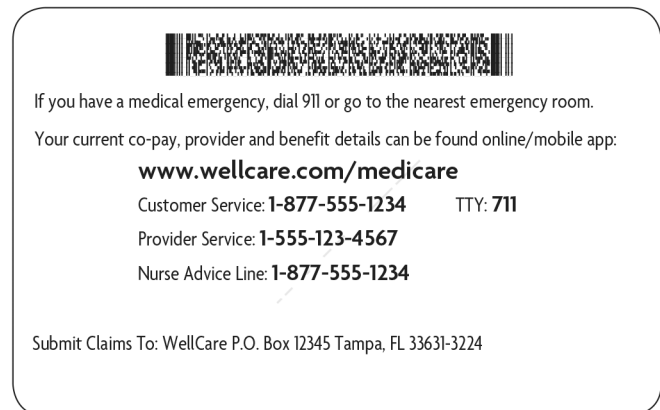 If you have a medical emergency, dial 911 or go to the nearest emergency room.
Your current co-pay, provider and benefit details can be found online/mobile app:
www.wellcare.com/medicare
Customer Service: 1-877-555-1234 TTY: 711
Provider Service: 1-555-123-4567
Nurse Advice Line: 1-877-555-1234
Submit Claims To: WellCare P.O. Box 12345 Tampa, FL 33631-3224